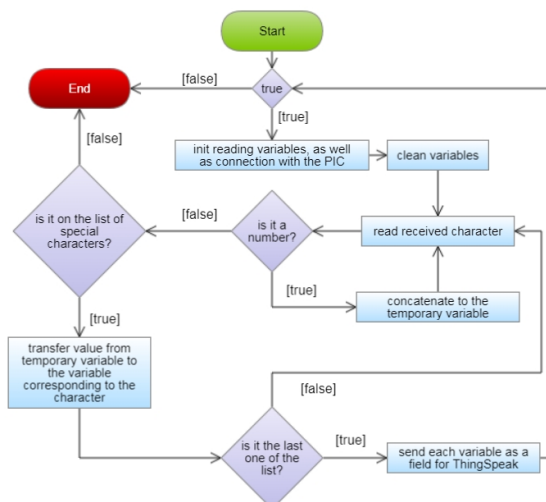 Start
[false]
End
true
[true]
[false]
init reading variables, as well
as connection with the PIC
clean variables
is it on the list of
special
characters?
[false]
is it a
number?
read received character
[true]
concatenate to the
temporary variable
[true]
transfer value from
temporary variable to
the variable
corresponding to the
character
[false]
is it the last
one of the
list?
[true]
send each variable as a
field for ThingSpeak